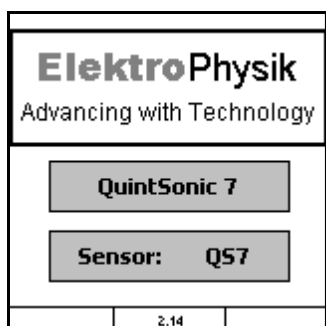 ElektroPhysik
Advancing with Technology
QuintSonic 7
Sensor: QS7
2.14